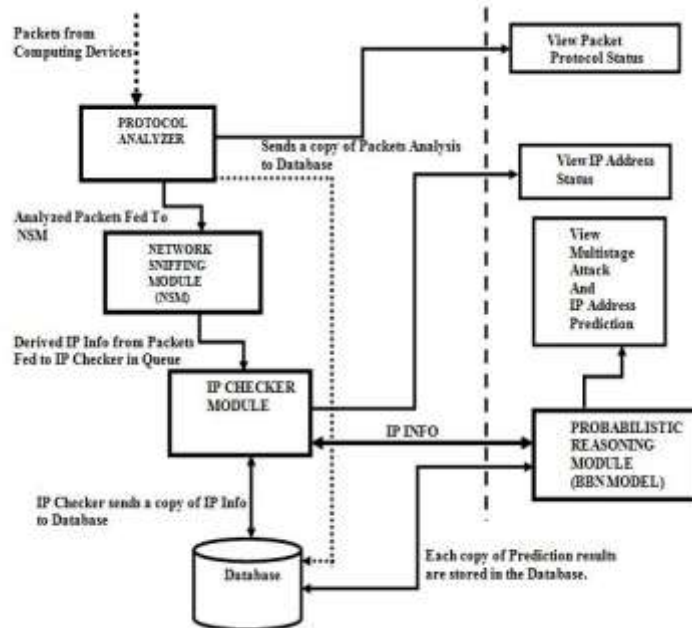 Packets from
Computing Devices
View Packet
Protocol Status
PROTOCOL
ANALYZER
Sends a copy of Packets Analysis
to Database
View IP Address
Status
Analyzed Packets Fed To
NSM
NETWORK
SNIFFING
MODULE
(NSM)
View
Multistage
Attack
And
IP Address
Prediction
Derived IP Info from Packets
Fed to IP Checker in Queue
IP CHECKER
MODULE
IP INFO
PROBABILISTIC
REASONING
MODULE
(BBN MODEL)
IP Checker sends a copy of IP Info
to Database
Each copy of Prediction results
are stored in the Database.
Database